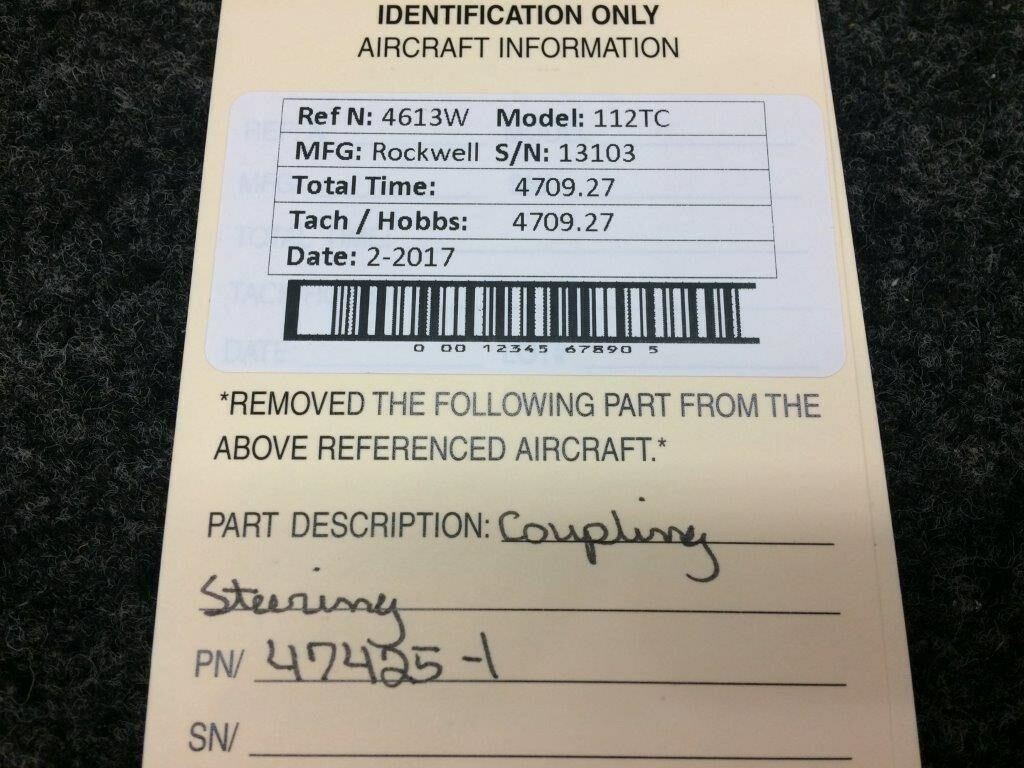 IDENTIFICATION ONLY
AIRCRAFT INFORMATION
Ref N: 4613W Model: 112TC
MFG: Rockwell S/N: 13103
Total Time: 4709.27
Tach / Hobbs: 4709.27
Date: 2-2017
0 00 12345 67890 5
*REMOVED THE FOLLOWING PART FROM THE
ABOVE REFERENCED AIRCRAFT.*
PART DESCRIPTION: Coupling
Steering
PN/ 47425-1
SN/